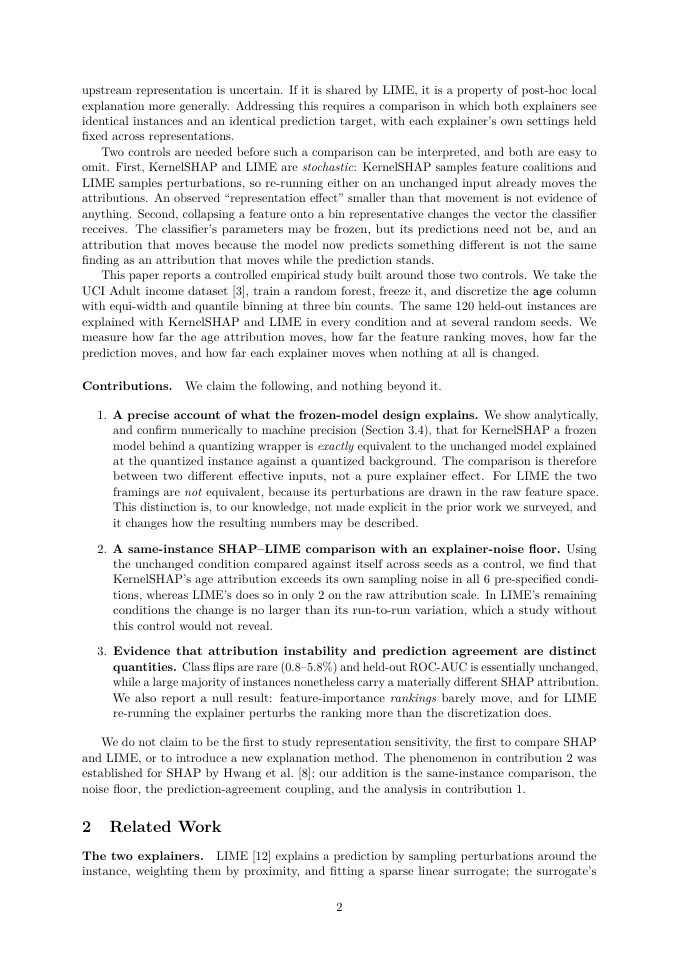 upstream representation is uncertain. If it is shared by LIME, it is a property of post-hoc local
explanation more generally. Addressing this requires a comparison in which both explainers see
identical instances and an identical prediction target, with each explainer's own settings held
fixed across representations.
Two controls are needed before such a comparison can be interpreted, and both are easy to
omit. First, KernelSHAP and LIME are stochastic: KernelSHAP samples feature coalitions and
LIME samples perturbations, so re-running either on an unchanged input already moves the
attributions. An observed “representation effect” smaller than that movement is not evidence of
anything. Second, collapsing a feature onto a bin representative changes the vector the classifier
receives. The classifier's parameters may be frozen, but its predictions need not be, and an
attribution that moves because the model now predicts something different is not the same
finding as an attribution that moves while the prediction stands.
This paper reports a controlled empirical study built around those two controls. We take the
UCI Adult income dataset [3], train a random forest, freeze it, and discretize the age column
with equi-width and quantile binning at three bin counts. The same 120 held-out instances are
explained with KernelSHAP and LIME in every condition and at several random seeds. We
measure how far the age attribution moves, how far the feature ranking moves, how far the
prediction moves, and how far each explainer moves when nothing at all is changed.
Contributions. We claim the following, and nothing beyond it.
1. A precise account of what the frozen-model design explains. We show analytically,
and confirm numerically to machine precision (Section 3.4), that for KernelSHAP a frozen
model behind a quantizing wrapper is exactly equivalent to the unchanged model explained
at the quantized instance against a quantized background. The comparison is therefore
between two different effective inputs, not a pure explainer effect. For LIME the two
framings are not equivalent, because its perturbations are drawn in the raw feature space.
This distinction is, to our knowledge, not made explicit in the prior work we surveyed, and
it changes how the resulting numbers may be described.
2. A same-instance SHAP–LIME comparison with an explainer-noise floor. Using
the unchanged condition compared against itself across seeds as a control, we find that
KernelSHAP's age attribution exceeds its own sampling noise in all 6 pre-specified condi-
tions, whereas LIME's does so in only 2 on the raw attribution scale. In LIME's remaining
conditions the change is no larger than its run-to-run variation, which a study without
this control would not reveal.
3. Evidence that attribution instability and prediction agreement are distinct
quantities. Class flips are rare (0.8–5.8%) and held-out ROC-AUC is essentially unchanged,
while a large majority of instances nonetheless carry a materially different SHAP attribution.
We also report a null result: feature-importance rankings barely move, and for LIME
re-running the explainer perturbs the ranking more than the discretization does.
We do not claim to be the first to study representation sensitivity, the first to compare SHAP
and LIME, or to introduce a new explanation method. The phenomenon in contribution 2 was
established for SHAP by Hwang et al. [8]; our addition is the same-instance comparison, the
noise floor, the prediction-agreement coupling, and the analysis in contribution 1.
2 Related Work
The two explainers. LIME [12] explains a prediction by sampling perturbations around the
instance, weighting them by proximity, and fitting a sparse linear surrogate; the surrogate's
2